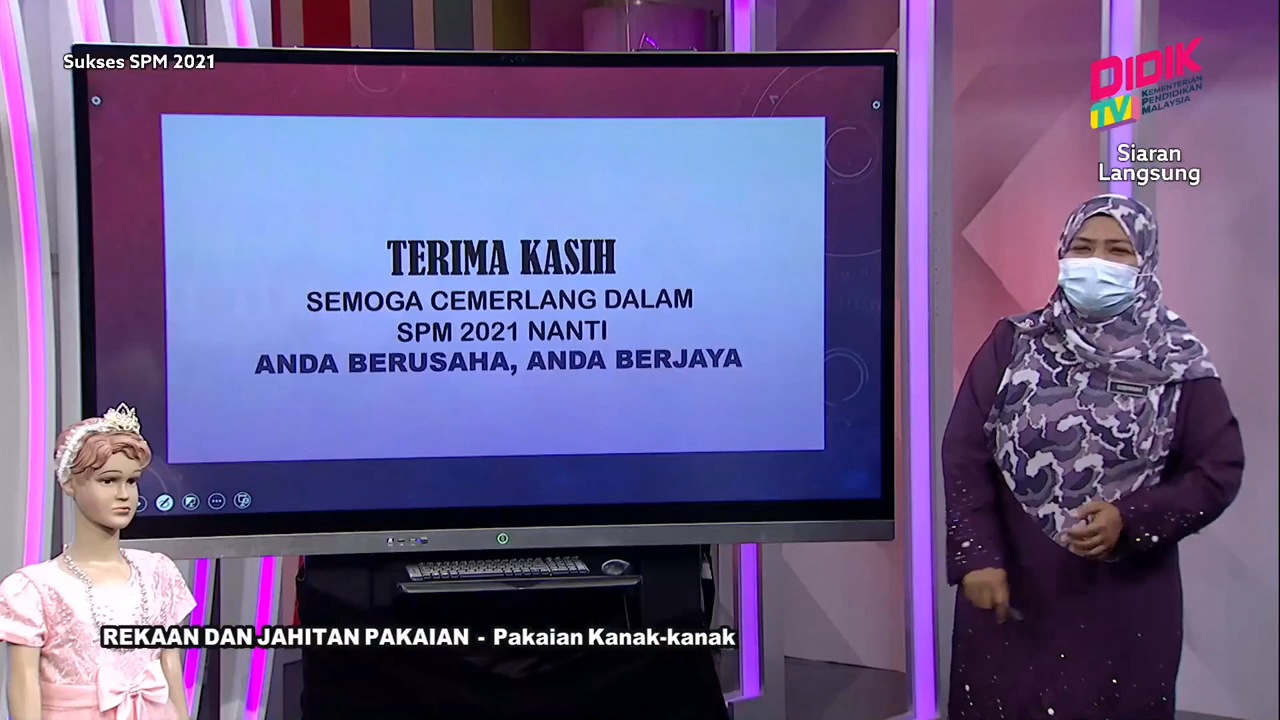 Sukses SPM 2021
DIDIK
TV
KEMENTERIAN
PENDIDIKAN
MALAYSIA
Siaran
Langsung
TERIMA KASIH
SEMOGA CEMERLANG DALAM
SPM 2021 NANTI
ANDA BERUSAHA, ANDA BERJAYA
REKAAN DAN JAHITAN PAKAIAN - Pakaian Kanak-kanak